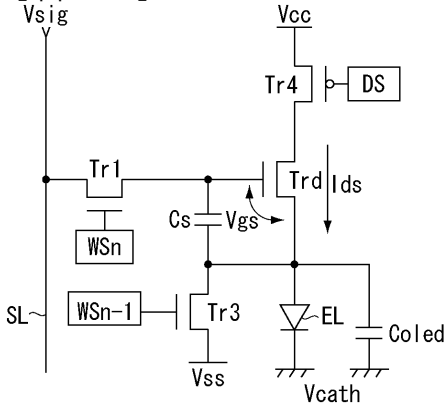 Vsig
Vcc
Tr4
DS
Tr1
Trd
Ids
Cs
Vgs
WSn
SL
WSn-1
Tr3
EL
Coled
Vss
Vcath